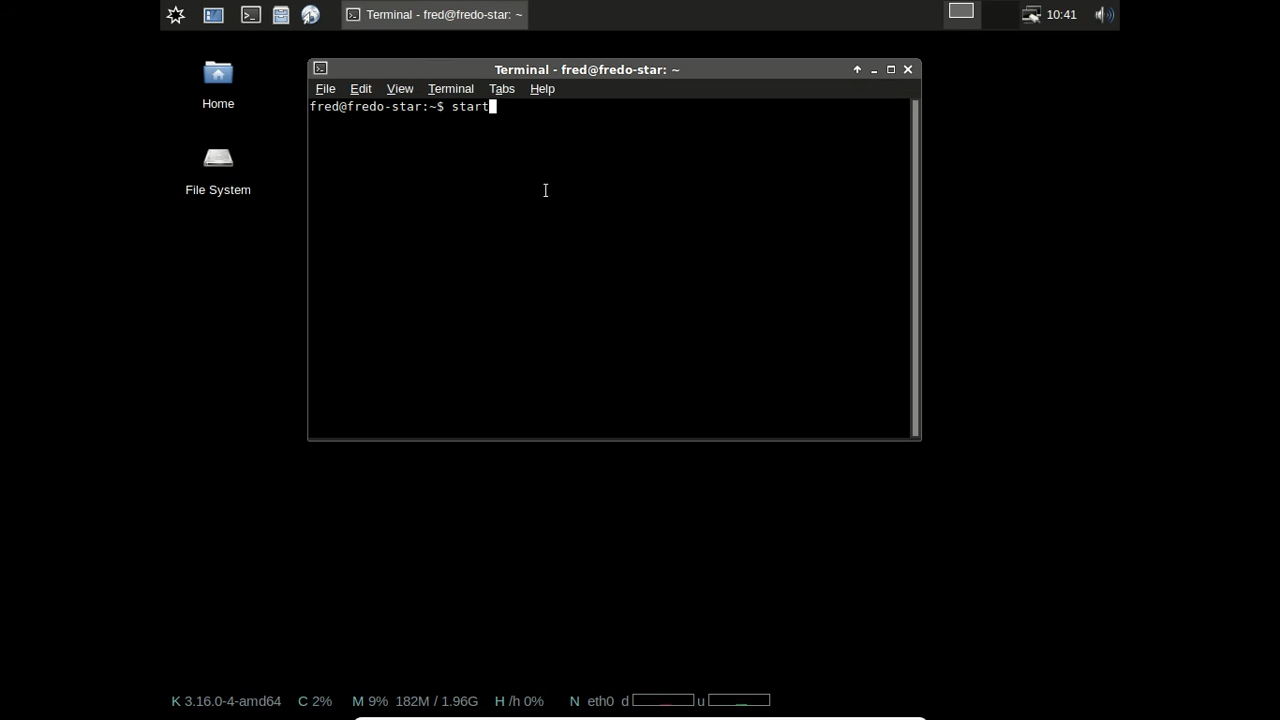 Terminal - fred@fredo-star: ~
10:41
Home
File System
Terminal - fred@fredo-star: ~
File Edit View Terminal Tabs Help
fred@fredo-star:~$ start
K 3.16.0-4-amd64 C 2% M 9% 182M / 1.96G H /h 0% N eth0 d u